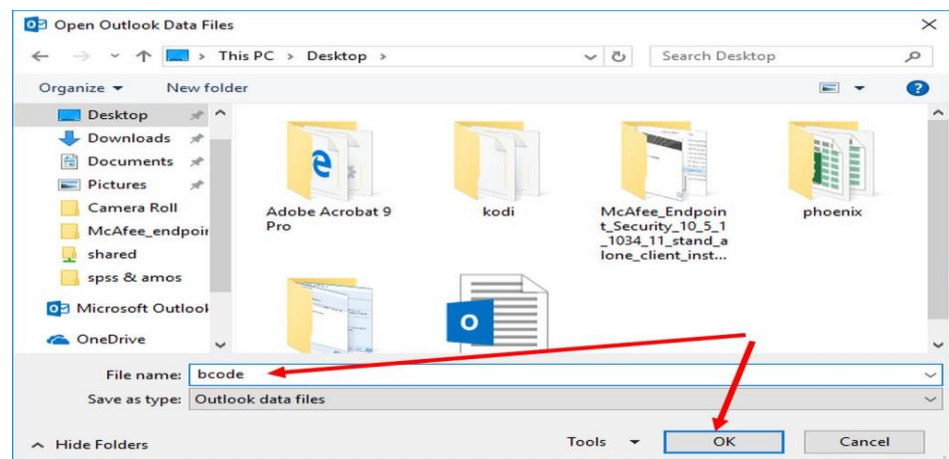 Open Outlook Data Files
This PC > Desktop >
Search Desktop
Organize
New folder
Desktop
Downloads
Documents
Pictures
Camera Roll
McAfee_endpoin
shared
spss & amos
Microsoft Outlook
OneDrive
Adobe Acrobat 9
Pro
kodi
McAfee_Endpoin
t_Security_10_5_1
_1034_11_stand_a
lone_client_inst...
phoenix
File name: bcode
Save as type: Outlook data files
Hide Folders
Tools
OK
Cancel